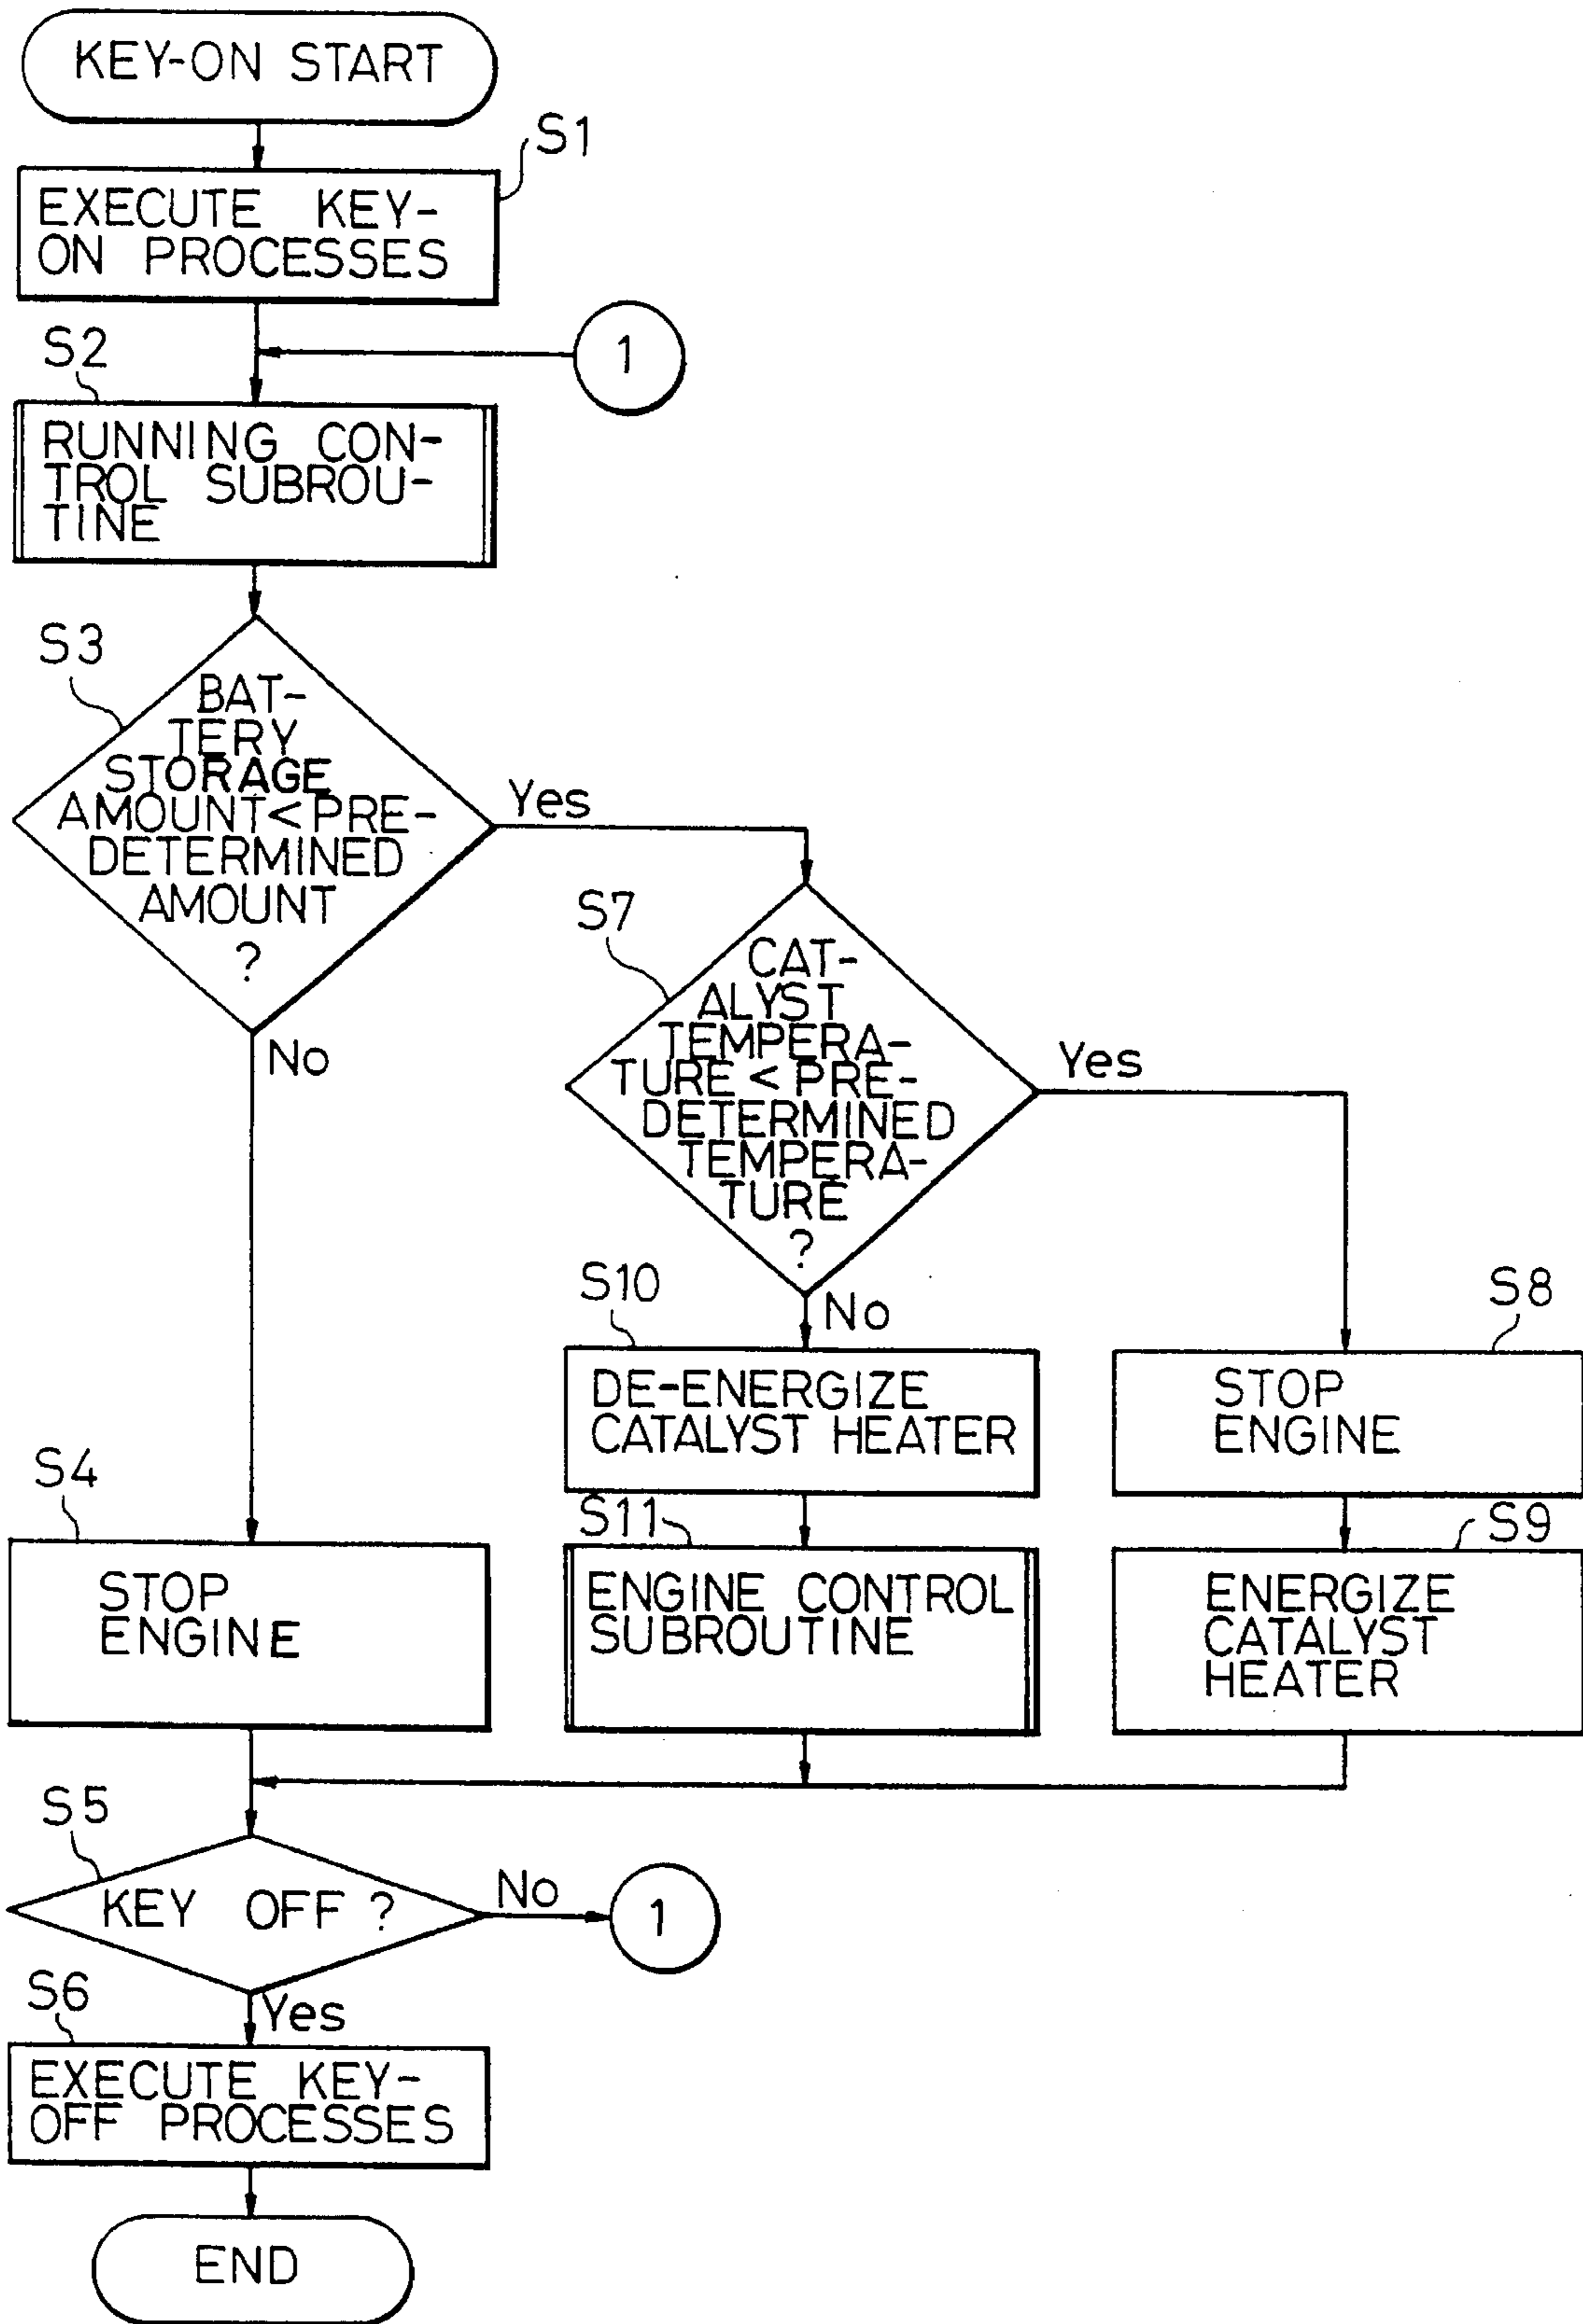 KEY-ON START
S1
EXECUTE KEY-
ON PROCESSES
1
S2
RUNNING CON-
TROL SUBROU-
TINE
S3
BAT-
TERY
STORAGE
AMOUNT<PRE-
DETERMINED
AMOUNT
?
Yes
No
S7
CAT-
ALYST
TEMPERA-
TURE < PRE-
DETERMINED
TEMPERA-
TURE
?
Yes
No
S10
DE-ENERGIZE
CATALYST HEATER
S8
STOP
ENGINE
S4
STOP
ENGINE
S11
ENGINE CONTROL
SUBROUTINE
S9
ENERGIZE
CATALYST
HEATER
S5
KEY OFF ?
No
1
Yes
S6
EXECUTE KEY-
OFF PROCESSES
END